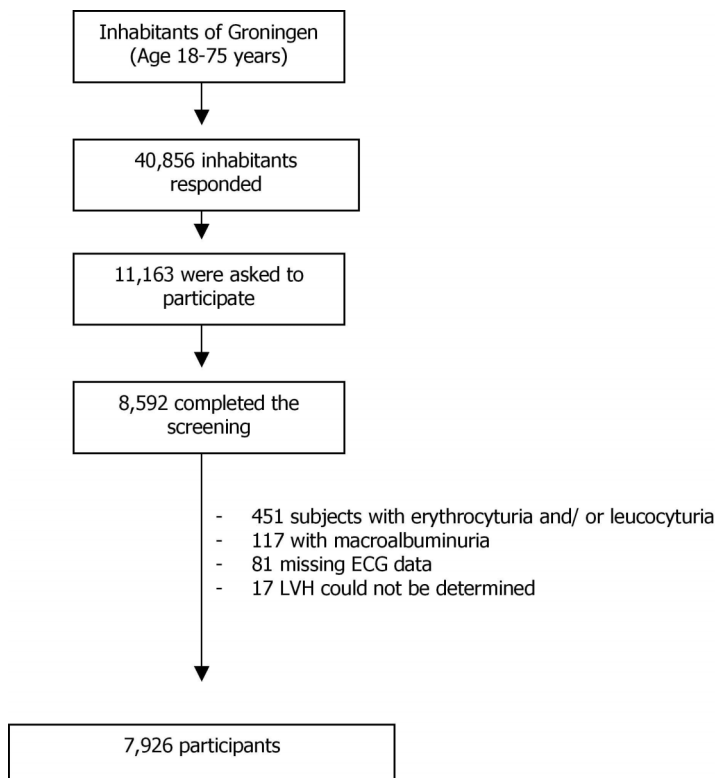 Inhabitants of Groningen
(Age 18-75 years)
40,856 inhabitants
responded
11,163 were asked to
participate
8,592 completed the
screening
- 451 subjects with erythrocyturia and/ or leucocyturia
- 117 with macroalbuminuria
- 81 missing ECG data
- 17 LVH could not be determined
7,926 participants